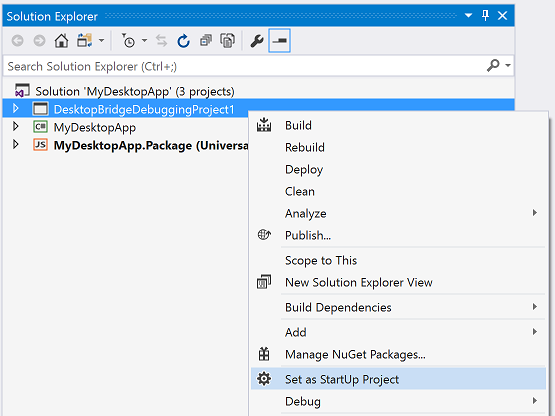 Solution Explorer
Search Solution Explorer (Ctrl+;)
Solution 'MyDesktopApp' (3 projects)
DesktopBridgeDebuggingProject1
C#
MyDesktopApp
JS
MyDesktopApp.Package (Universa
Build
Rebuild
Deploy
Clean
Analyze
Publish...
Scope to This
New Solution Explorer View
Build Dependencies
Add
Manage NuGet Packages...
Set as StartUp Project
Debug